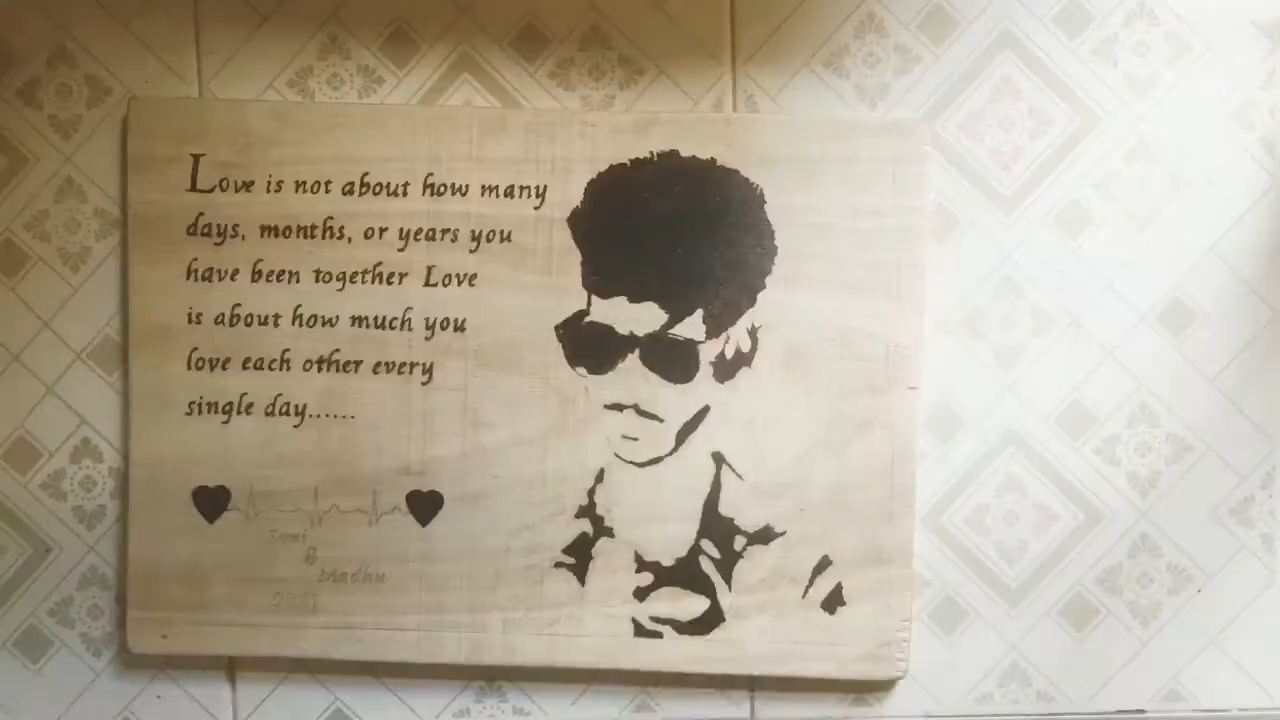 Love is not about how many
days, months, or years you
have been together Love
is about how much you
love each other every
single day......
&
Madhu